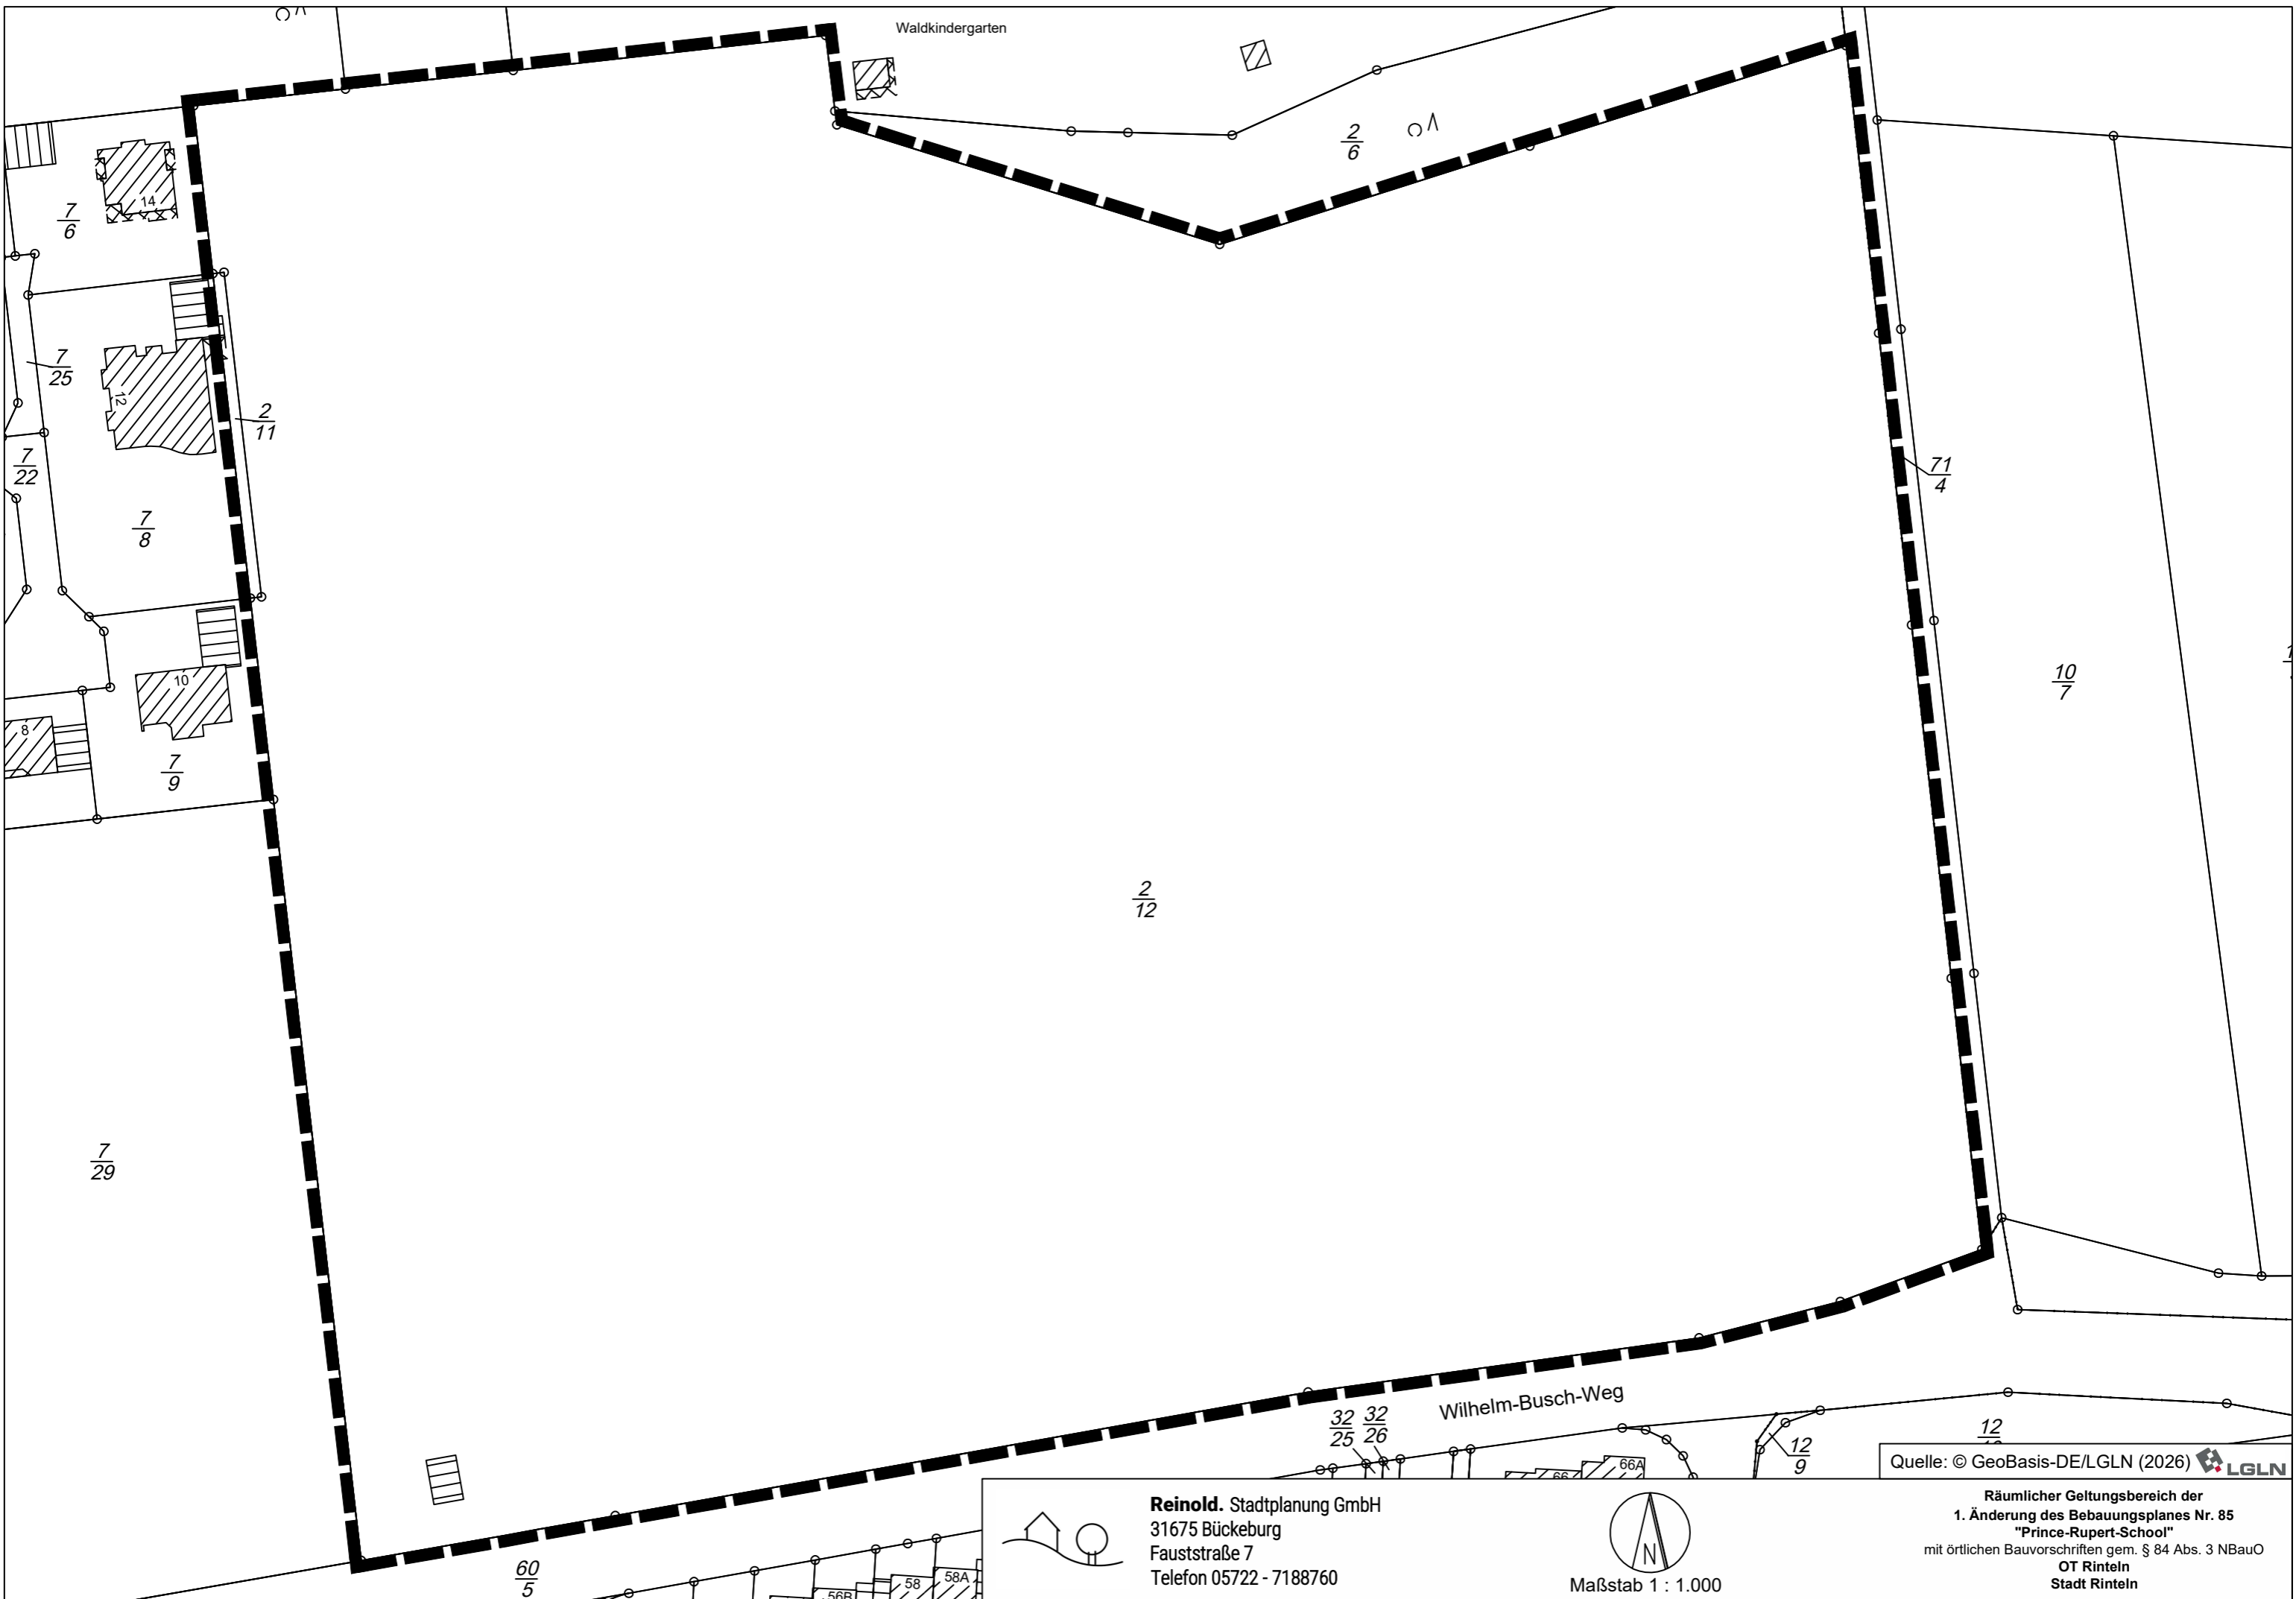 Waldkindergarten
2
6
14
7
6
7
25
12
2
11
7
22
7
8
71
4
10
7
10
8
7
9
2
12
7
29
Wilhelm-Busch-Weg
32
25
32
26
12
9
12
66
66A
60
5
56B
58
58A
Quelle: © GeoBasis-DE/LGLN (2026) LGLN
Reinold. Stadtplanung GmbH
31675 Bückeburg
Fauststraße 7
Telefon 05722 - 7188760
N
Maßstab 1 : 1.000
Räumlicher Geltungsbereich der
1. Änderung des Bebauungsplanes Nr. 85
"Prince-Rupert-School"
mit örtlichen Bauvorschriften gem. § 84 Abs. 3 NBauO
OT Rinteln
Stadt Rinteln